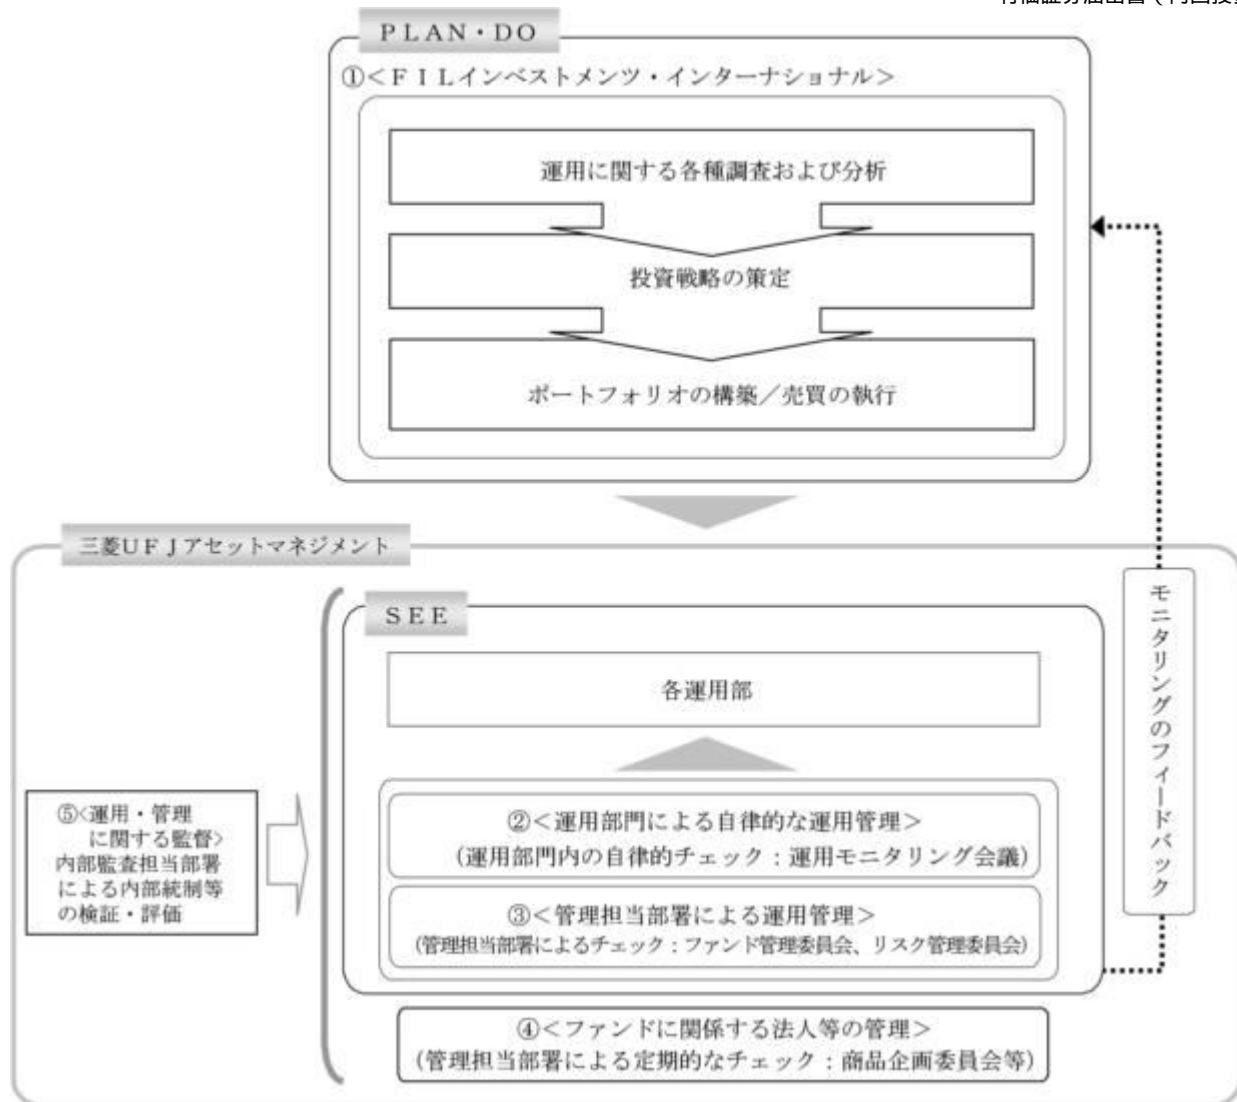 PLAN・DO
①<FILインベストメンツ・インターナショナル>
運用に関する各種調査および分析
投資戦略の策定
ポートフォリオの構築/売買の執行
三菱UFJアセットマネジメント
SEE
各運用部
②<運用部門による自律的な運用管理>
(運用部門内の自律的チェック:運用モニタリング会議)
③<管理担当部署による運用管理>
(管理担当部署によるチェック:ファンド管理委員会、リスク管理委員会)
④<ファンドに関係する法人等の管理>
(管理担当部署による定期的なチェック:商品企画委員会等)
⑤<運用・管理
に関する監督>
内部監査担当部署
による内部統制等
の検証・評価
モニタリングのフィードバック